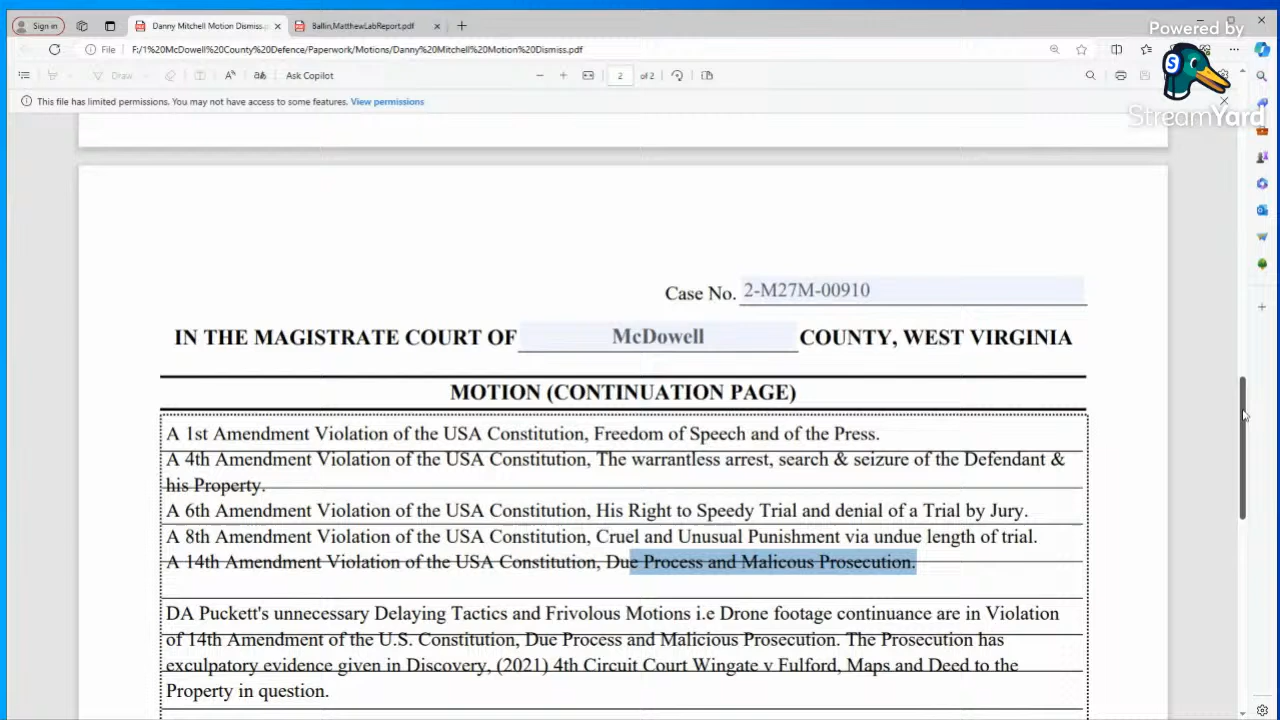 Sign in
Danny Mitchell Motion Dismiss.
Ballin,MatthewLabReport.pdf
Powered by
File
F:/1%20McDowell%20County%20Defence/Paperwork/Motions/Danny%20Mitchell%20Motion%20Dismiss.pdf
Draw
Ask Copilot
2
of 2
S
This file has limited permissions. You may not have access to some features. View permissions
StreamYard
Case No. 2-M27M-00910
IN THE MAGISTRATE COURT OF McDowell COUNTY, WEST VIRGINIA
MOTION (CONTINUATION PAGE)
A 1st Amendment Violation of the USA Constitution, Freedom of Speech and of the Press.
A 4th Amendment Violation of the USA Constitution, The warrantless arrest, search & seizure of the Defendant &
his Property.
A 6th Amendment Violation of the USA Constitution, His Right to Speedy Trial and denial of a Trial by Jury.
A 8th Amendment Violation of the USA Constitution, Cruel and Unusual Punishment via undue length of trial.
A 14th Amendment Violation of the USA Constitution, Due Process and Malicous Prosecution.
DA Puckett's unnecessary Delaying Tactics and Frivolous Motions i.e Drone footage continuance are in Violation
of 14th Amendment of the U.S. Constitution, Due Process and Malicious Prosecution. The Prosecution has
exculpatory evidence given in Discovery, (2021) 4th Circuit Court Wingate v Fulford, Maps and Deed to the
Property in question.